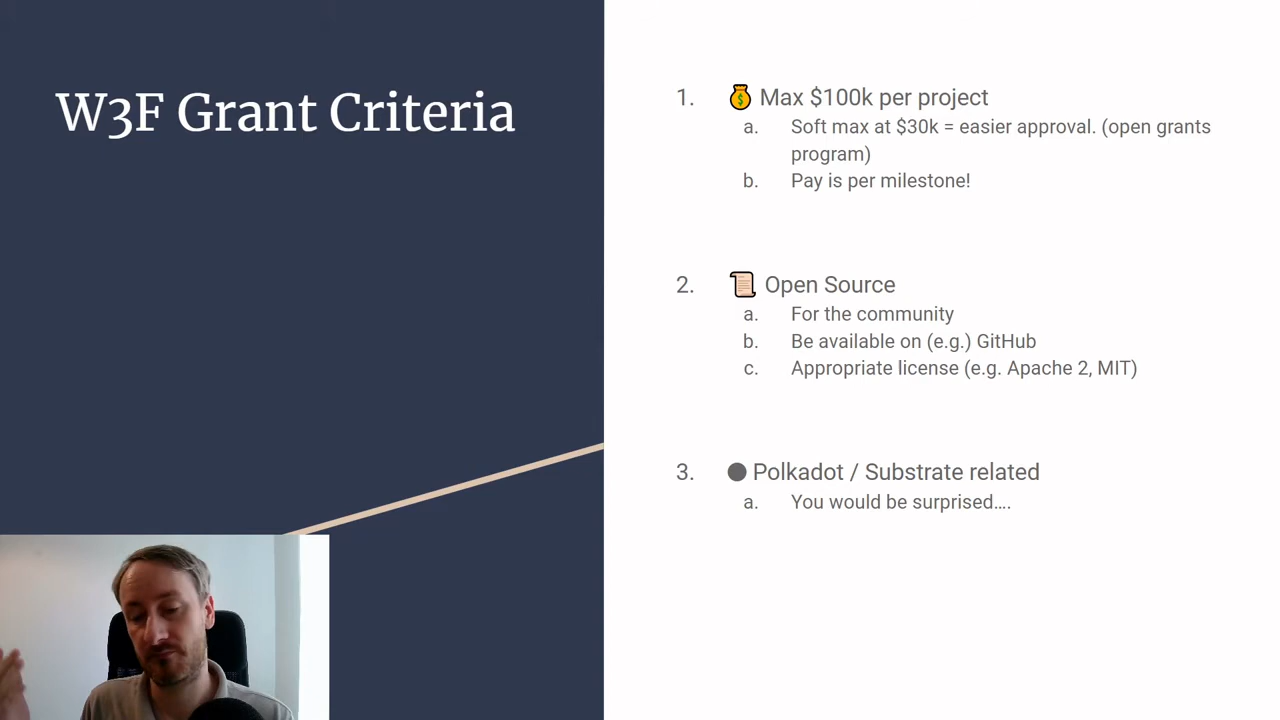 W3F Grant Criteria
1. 💰 Max $100k per project
a. Soft max at $30k = easier approval. (open grants
program)
b. Pay is per milestone!
2. 📜 Open Source
a. For the community
b. Be available on (e.g.) GitHub
c. Appropriate license (e.g. Apache 2, MIT)
3. ⚫ Polkadot / Substrate related
a. You would be surprised....